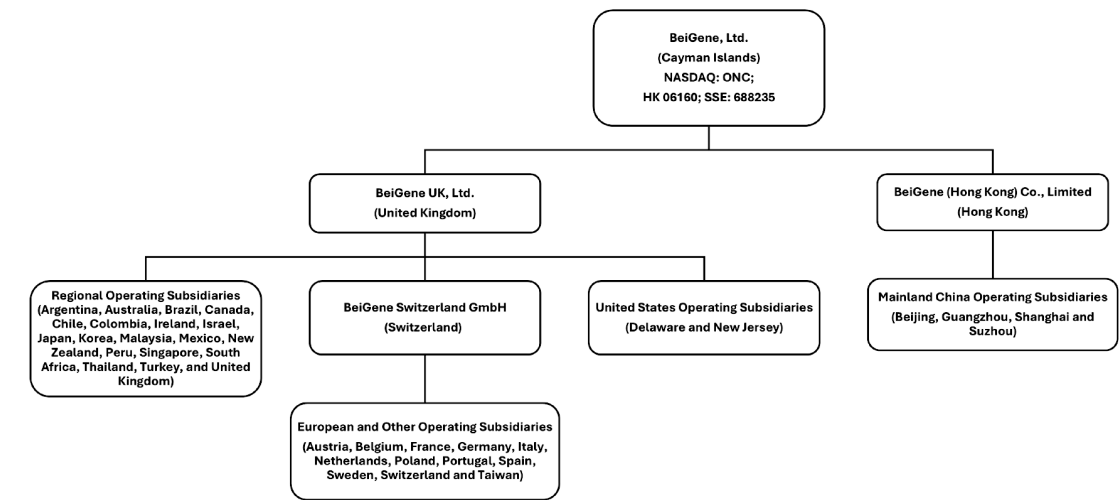 BeiGene, Ltd.
(Cayman Islands)
NASDAQ: ONC;
HK 06160; SSE: 688235
BeiGene UK, Ltd.
(United Kingdom)
BeiGene (Hong Kong) Co., Limited
(Hong Kong)
Regional Operating Subsidiaries
(Argentina, Australia, Brazil, Canada,
Chile, Colombia, Ireland, Israel,
Japan, Korea, Malaysia, Mexico, New
Zealand, Peru, Singapore, South
Africa, Thailand, Turkey, and United
Kingdom)
BeiGene Switzerland GmbH
(Switzerland)
United States Operating Subsidiaries
(Delaware and New Jersey)
Mainland China Operating Subsidiaries
(Beijing, Guangzhou, Shanghai and
Suzhou)
European and Other Operating Subsidiaries
(Austria, Belgium, France, Germany, Italy,
Netherlands, Poland, Portugal, Spain,
Sweden, Switzerland and Taiwan)